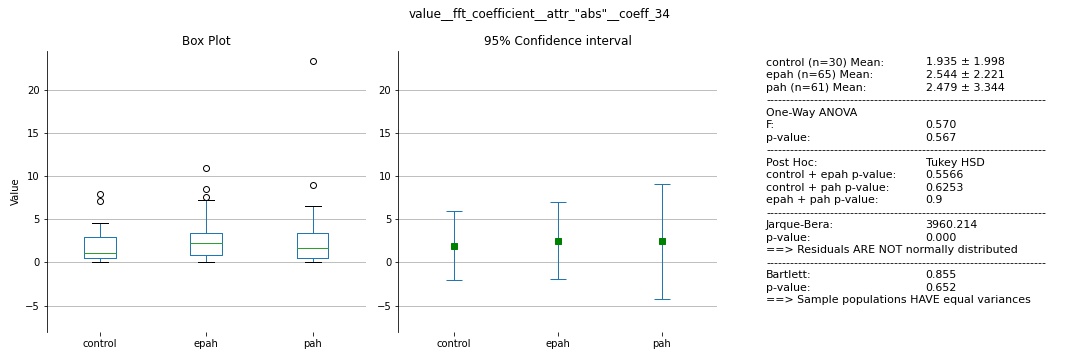 value__fft_coefficient__attr_"abs"__coeff_34
Box Plot
Value
20
15
10
5
0
−5
control epah pah
95% Confidence interval
20
15
10
5
0
−5
control epah pah
control (n=30) Mean: 1.935 ± 1.998
epah (n=65) Mean: 2.544 ± 2.221
pah (n=61) Mean: 2.479 ± 3.344
One-Way ANOVA
F: 0.570
p-value: 0.567
Post Hoc: Tukey HSD
control + epah p-value: 0.5566
control + pah p-value: 0.6253
epah + pah p-value: 0.9
Jarque-Bera: 3960.214
p-value: 0.000
==> Residuals ARE NOT normally distributed
Bartlett: 0.855
p-value: 0.652
==> Sample populations HAVE equal variances